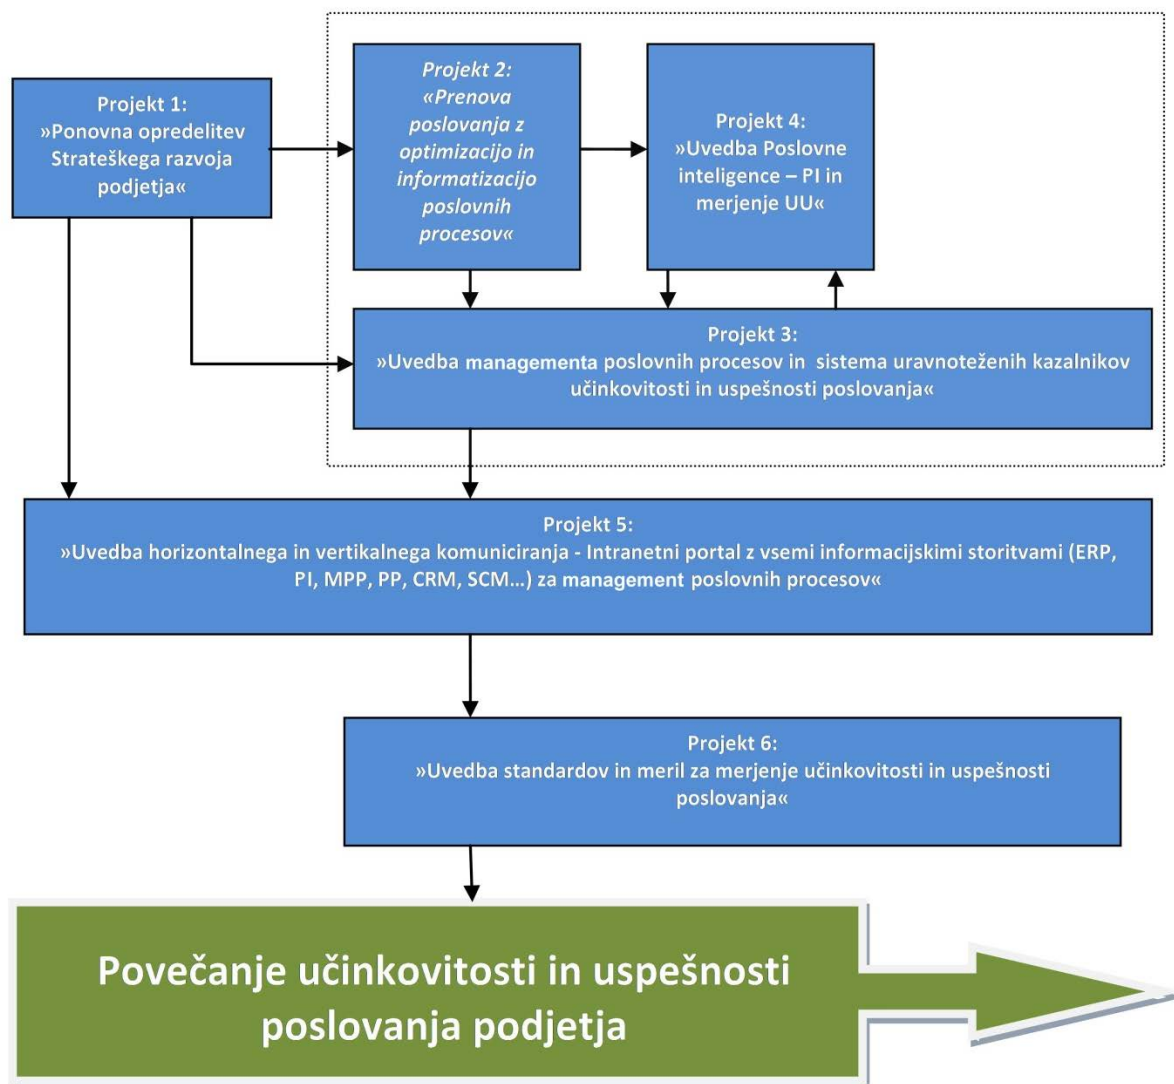 Projekt 1:
»Ponovna opredelitev
Strateškega razvoja
podjetja«
Projekt 2:
«Prenova
poslovanja z
optimizacijo in
informatizacijo
poslovnih
procesov«
Projekt 4:
»Uvedba Poslovne
inteligence – PI in
merjenje UU«
Projekt 3:
»Uvedba managementa poslovnih procesov in sistema uravnoteženih kazalnikov
učinkovitosti in uspešnosti poslovanja«
Projekt 5:
»Uvedba horizontalnega in vertikalnega komuniciranja - Intranetni portal z vsemi informacijskimi storitvami (ERP,
PI, MPP, PP, CRM, SCM...) za management poslovnih procesov«
Projekt 6:
»Uvedba standardov in meril za merjenje učinkovitosti in uspešnosti
poslovanja«
Povečanje učinkovitosti in uspešnosti
poslovanja podjetja